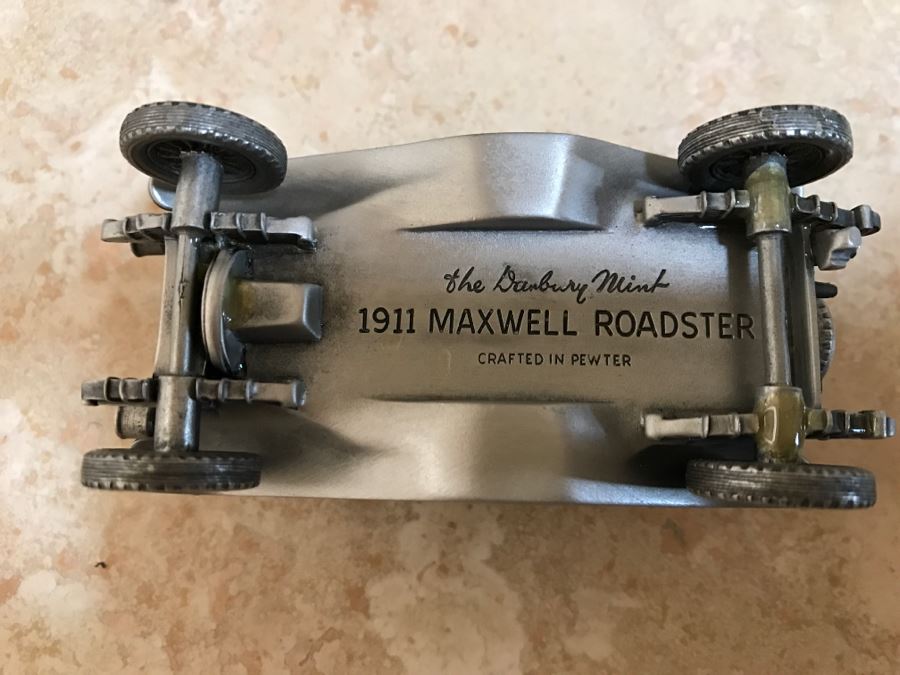 the Danbury Mint
1911 MAXWELL ROADSTER
CRAFTED IN PEWTER